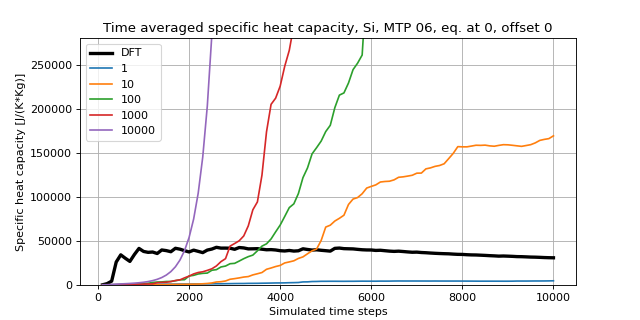 Time averaged specific heat capacity, Si, MTP 06, eq. at 0, offset 0
Specific heat capacity [J/(K*Kg)]
250000
200000
150000
100000
50000
0
DFT
1
10
100
1000
10000
0 2000 4000 6000 8000 10000
Simulated time steps